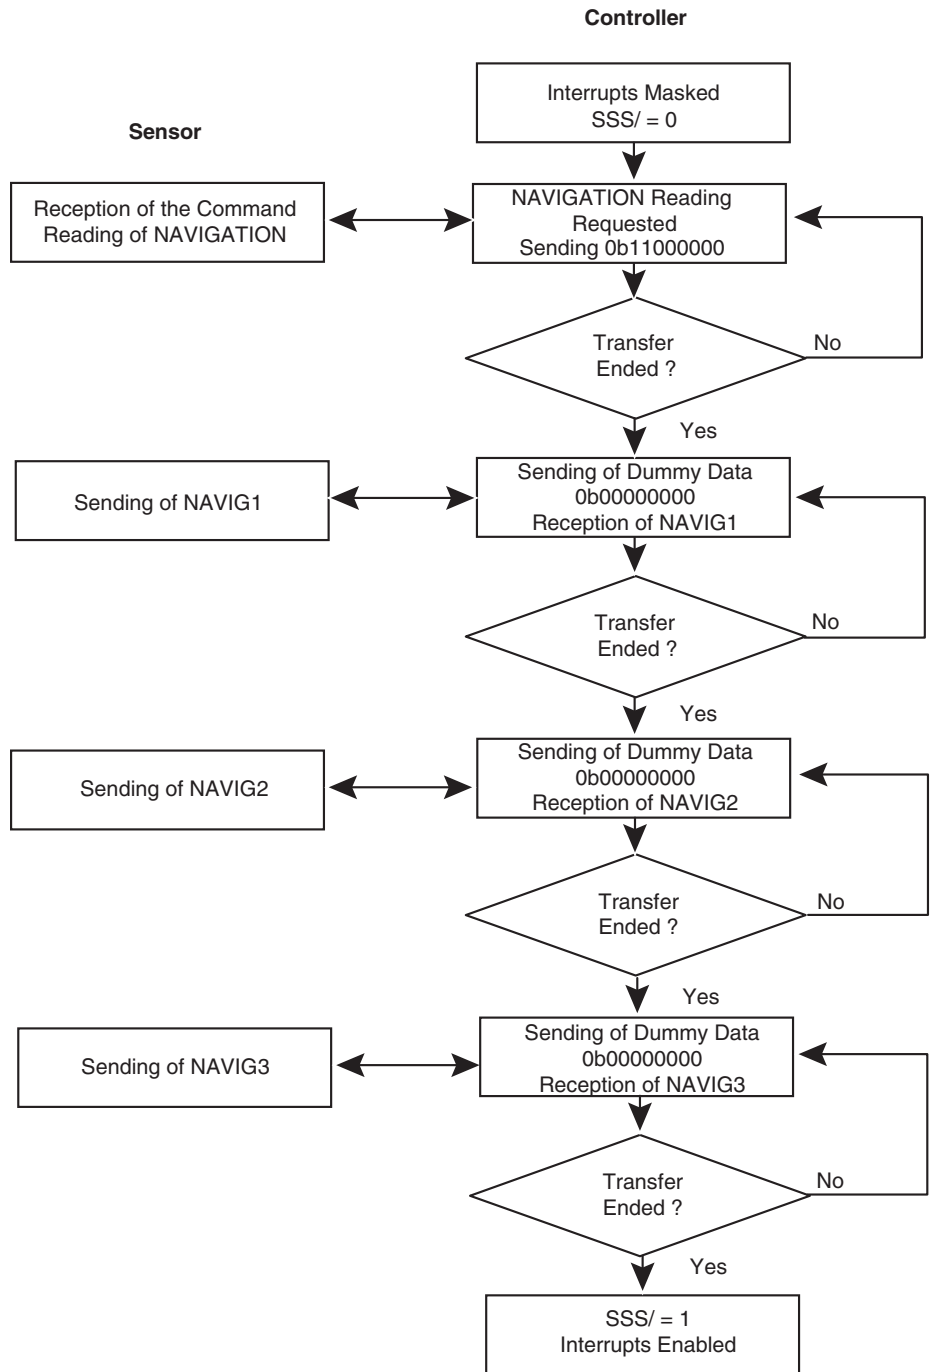 Controller
Interrupts Masked
SSS/ = 0
Sensor
Reception of the Command
Reading of NAVIGATION
NAVIGATION Reading
Requested
Sending 0b11000000
Transfer
Ended ?
No
Yes
Sending of NAVIG1
Sending of Dummy Data
0b00000000
Reception of NAVIG1
Transfer
Ended ?
No
Yes
Sending of NAVIG2
Sending of Dummy Data
0b00000000
Reception of NAVIG2
Transfer
Ended ?
No
Yes
Sending of NAVIG3
Sending of Dummy Data
0b00000000
Reception of NAVIG3
Transfer
Ended ?
No
Yes
SSS/ = 1
Interrupts Enabled